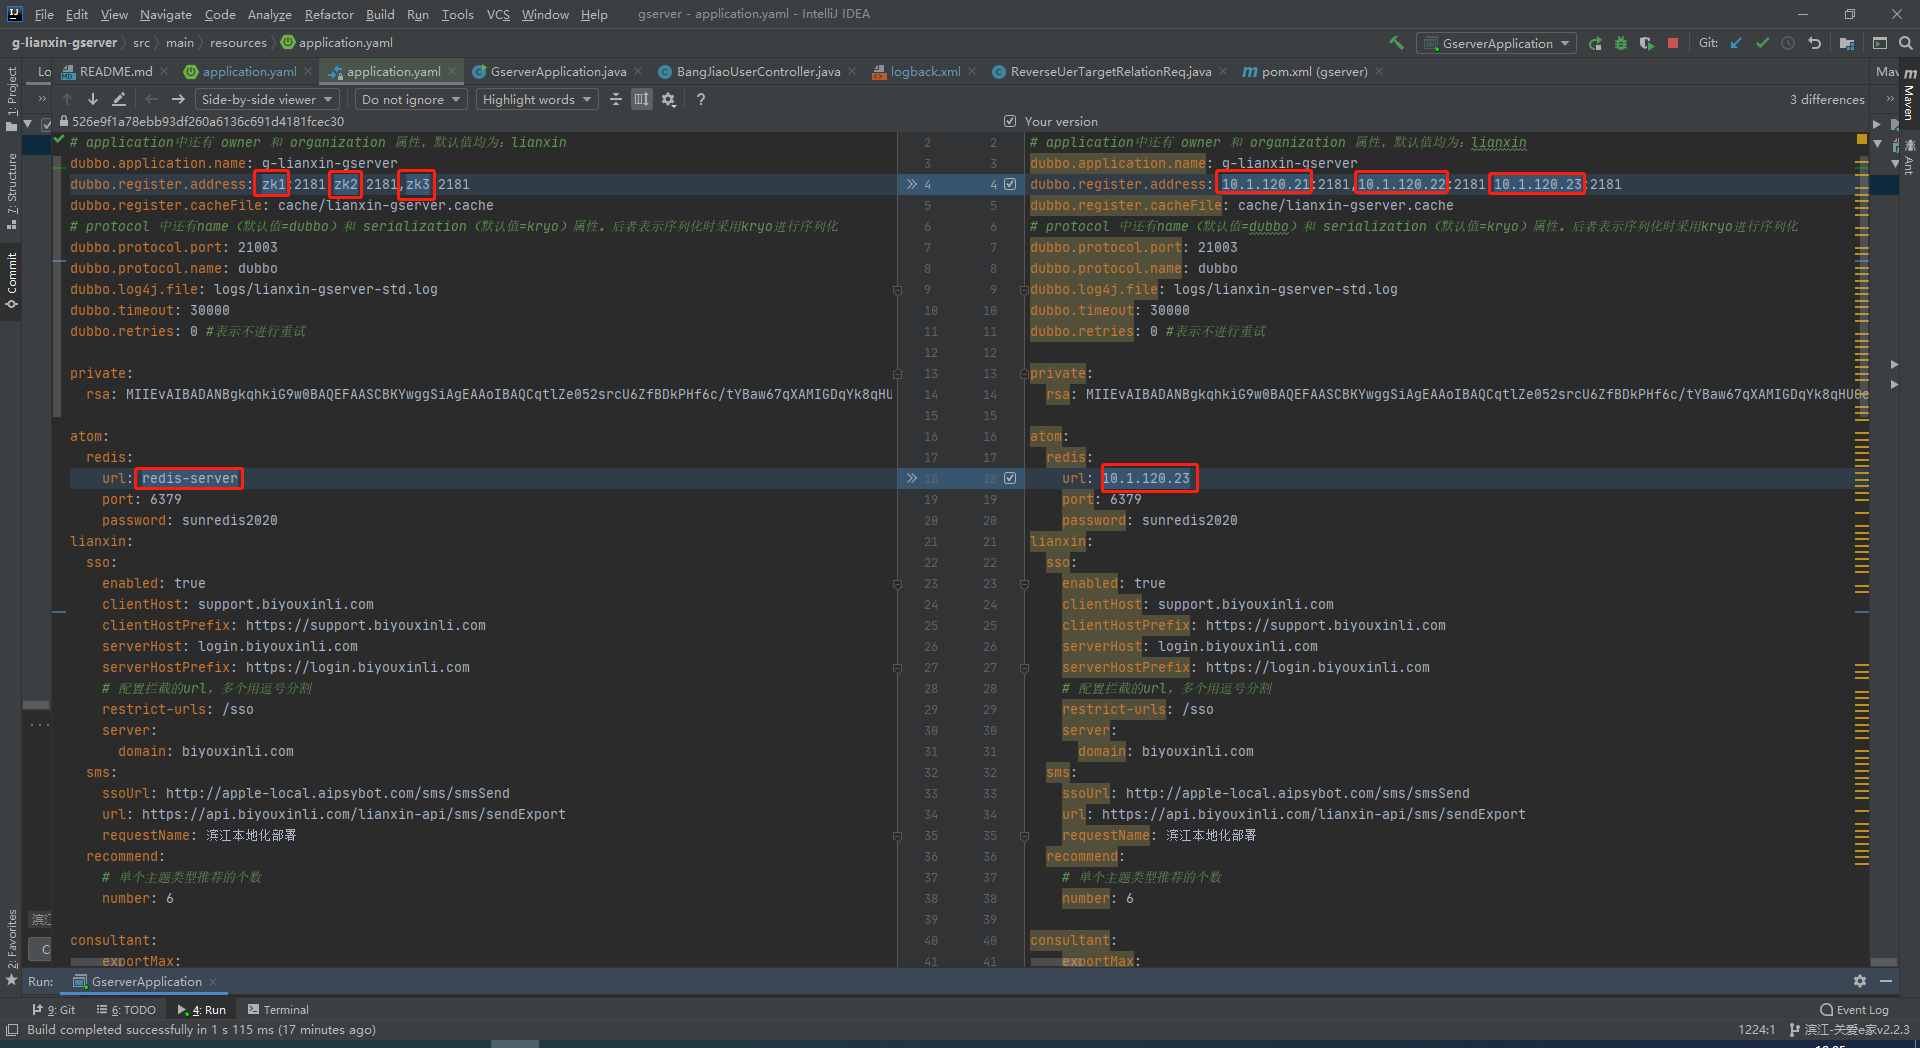 File Edit View Navigate Code Analyze Refactor Build Run Tools VCS Window Help gserver - application.yaml - IntelliJ IDEA
g-lianxin-gserver src main resources application.yaml GserverApplication Git:
Lo README.md application.yaml application.yaml GserverApplication.java BangJiaoUserController.java logback.xml ReverseUerTargetRelationReq.java pom.xml (gserver) Mav
Side-by-side viewer Do not ignore Highlight words ? 3 differences
526e9f1a78ebb93df260a6136c691d4181fcec30 Your version
1: Project
7: Structure
Commit
2: Favorites
Maven
Ant
# application中还有 owner 和 organization 属性，默认值均为：lianxin
dubbo.application.name: g-lianxin-gserver
dubbo.register.address: zk1:2181,zk2:2181,zk3:2181
dubbo.register.cacheFile: cache/lianxin-gserver.cache
# protocol 中还有name（默认值=dubbo）和 serialization（默认值=kryo）属性。后者表示序列化时采用kryo进行序列化
dubbo.protocol.port: 21003
dubbo.protocol.name: dubbo
dubbo.log4j.file: logs/lianxin-gserver-std.log
dubbo.timeout: 30000
dubbo.retries: 0 #表示不进行重试
private:
rsa: MIIEvAIBADANBgkqhkiG9w0BAQEFAASCBKYwggSiAgEAAoIBAQCqtlZe052srcU6ZfBDkPHf6c/tYBaw67qXAMIGDqYk8qHU
atom:
redis:
url: redis-server
port: 6379
password: sunredis2020
lianxin:
sso:
enabled: true
clientHost: support.biyouxinli.com
clientHostPrefix: https://support.biyouxinli.com
serverHost: login.biyouxinli.com
serverHostPrefix: https://login.biyouxinli.com
# 配置拦截的url，多个用逗号分割
restrict-urls: /sso
server:
domain: biyouxinli.com
sms:
ssoUrl: http://apple-local.aipsybot.com/sms/smsSend
url: https://api.biyouxinli.com/lianxin-api/sms/sendExport
requestName: 滨江本地化部署
recommend:
# 单个主题类型推荐的个数
number: 6
consultant:
exportMax:
2 2
3 3
4 4
5 5
6 6
7 7
8 8
9 9
10 10
11 11
12 12
13 13
14 14
15 15
16 16
17 17
18 18
19 19
20 20
21 21
22 22
23 23
24 24
25 25
26 26
27 27
28 28
29 29
30 30
31 31
32 32
33 33
34 34
35 35
36 36
37 37
38 38
39 39
40 40
41 41
# application中还有 owner 和 organization 属性，默认值均为：lianxin
dubbo.application.name: g-lianxin-gserver
dubbo.register.address: 10.1.120.21:2181,10.1.120.22:2181,10.1.120.23:2181
dubbo.register.cacheFile: cache/lianxin-gserver.cache
# protocol 中还有name（默认值=dubbo）和 serialization（默认值=kryo）属性。后者表示序列化时采用kryo进行序列化
dubbo.protocol.port: 21003
dubbo.protocol.name: dubbo
dubbo.log4j.file: logs/lianxin-gserver-std.log
dubbo.timeout: 30000
dubbo.retries: 0 #表示不进行重试
private:
rsa: MIIEvAIBADANBgkqhkiG9w0BAQEFAASCBKYwggSiAgEAAoIBAQCqtlZe052srcU6ZfBDkPHf6c/tYBaw67qXAMIGDqYk8qHU
atom:
redis:
url: 10.1.120.23
port: 6379
password: sunredis2020
lianxin:
sso:
enabled: true
clientHost: support.biyouxinli.com
clientHostPrefix: https://support.biyouxinli.com
serverHost: login.biyouxinli.com
serverHostPrefix: https://login.biyouxinli.com
# 配置拦截的url，多个用逗号分割
restrict-urls: /sso
server:
domain: biyouxinli.com
sms:
ssoUrl: http://apple-local.aipsybot.com/sms/smsSend
url: https://api.biyouxinli.com/lianxin-api/sms/sendExport
requestName: 滨江本地化部署
recommend:
# 单个主题类型推荐的个数
number: 6
consultant:
exportMax:
滨江
C
Run: GserverApplication
9: Git 6: TODO 4: Run Terminal Event Log
Build completed successfully in 1 s 115 ms (17 minutes ago) 1224:1 滨江-关爱e家v2.2.3